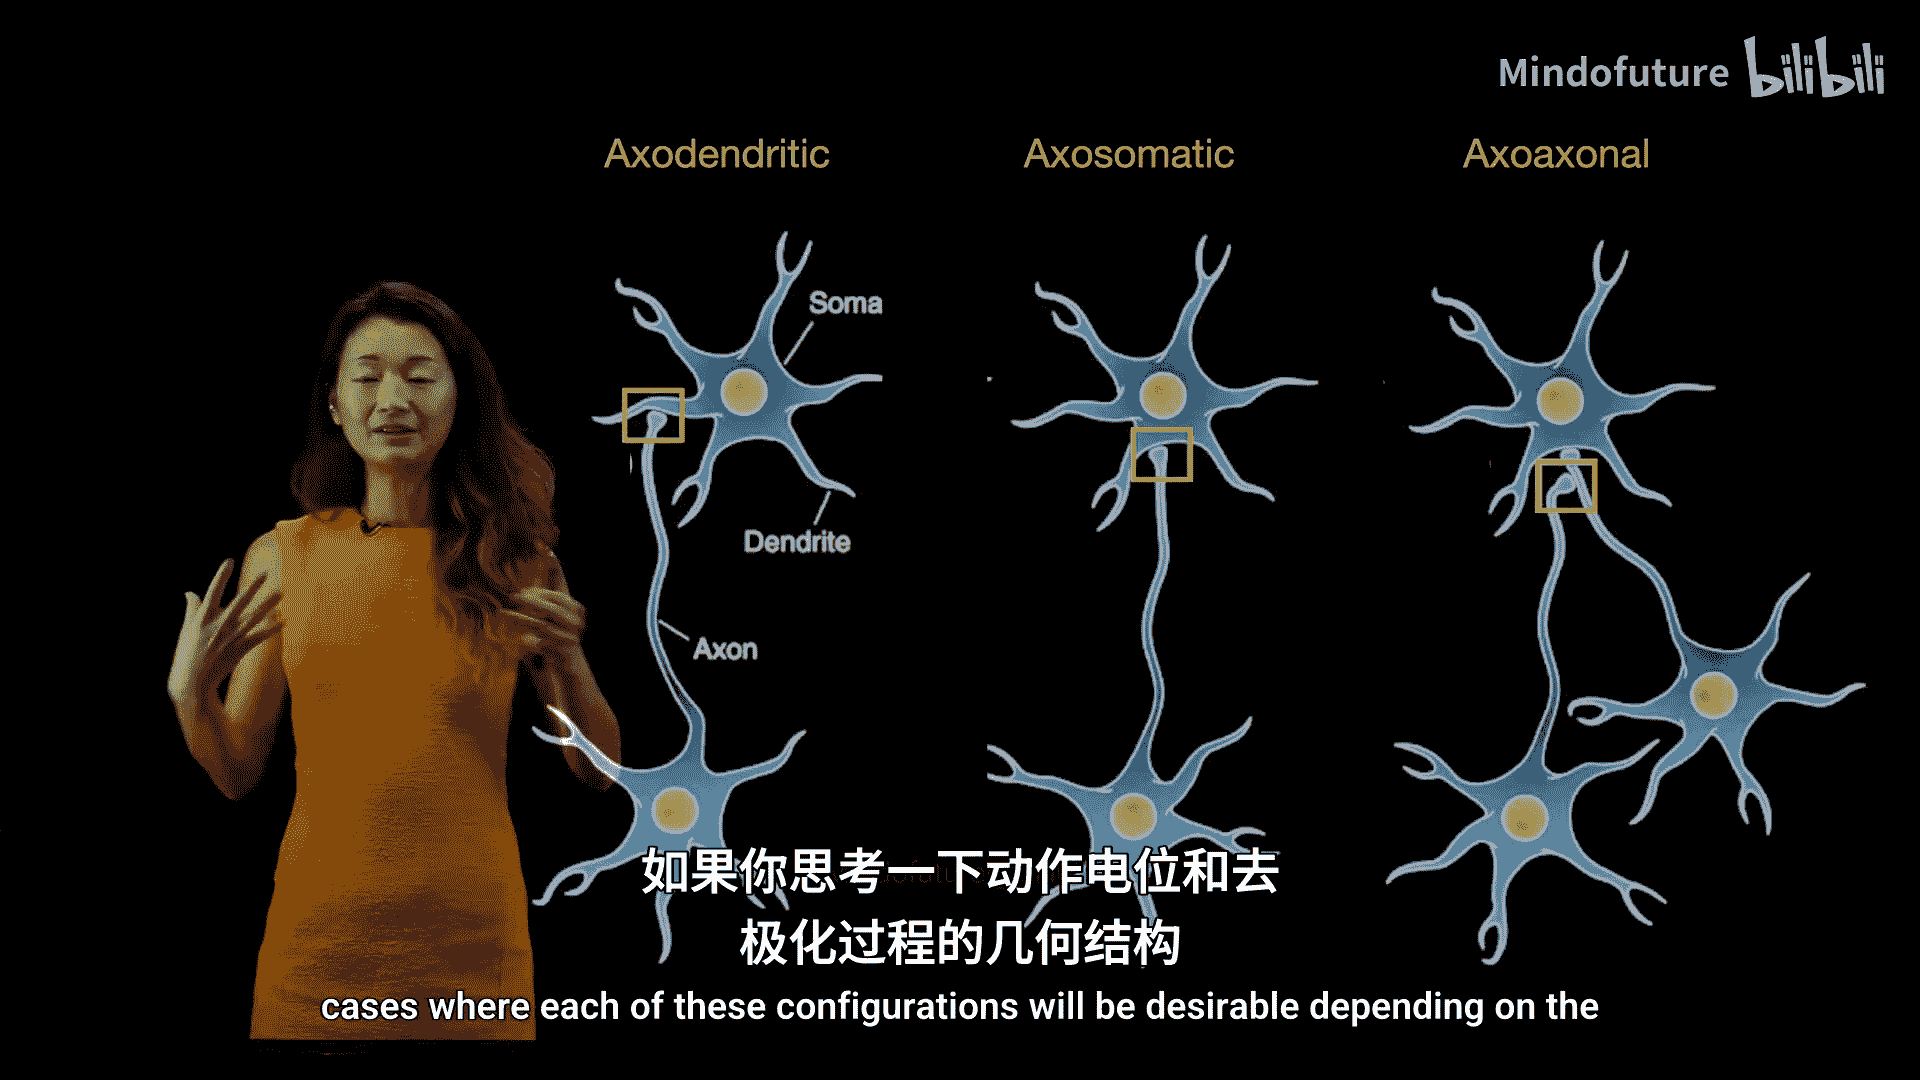 Mindofuture bilibili
Axodendritic
Axosomatic
Axoaxonal
Soma
Dendrite
Axon
如果你思考一下动作电位和去
极化过程的几何结构
cases where each of these configurations will be desirable depending on the